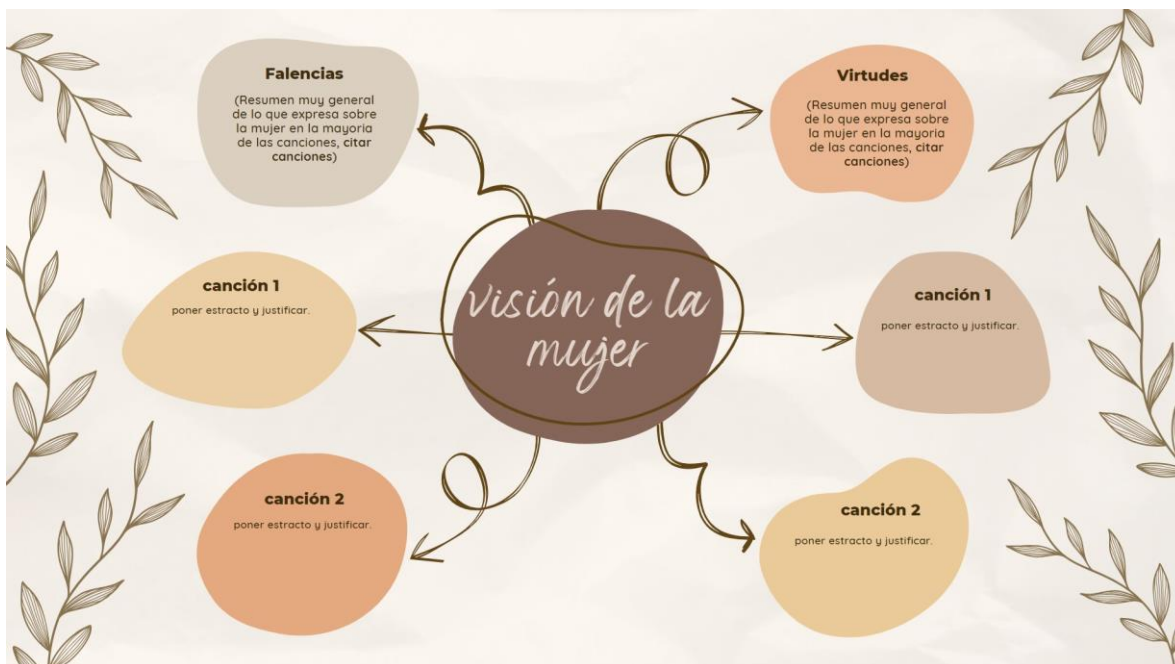 Falencias
(Resumen muy general
de lo que expresa sobre
la mujer en la mayoria
de las canciones, citar
canciones)
Virtudes
(Resumen muy general
de lo que expresa sobre
la mujer en la mayoria
de las canciones, citar
canciones)
visión de la
mujer
canción 1
poner estracto y justificar.
canción 1
poner estracto y justificar.
canción 2
poner estracto y justificar.
canción 2
poner estracto y justificar.